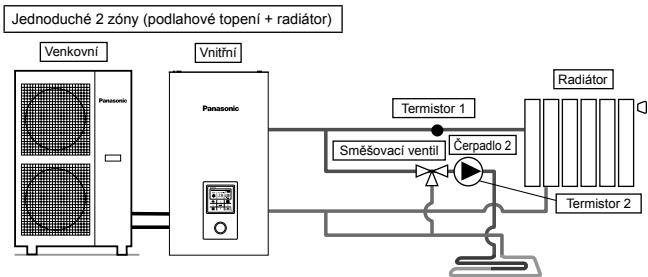 Jednoduché 2 zóny (podlahové topení + radiátor)
Venkovní
Vnitřní
Radiátor
Panasonic
Panasonic
Termistor 1
Směšovací ventil
Čerpadlo 2
Termistor 2